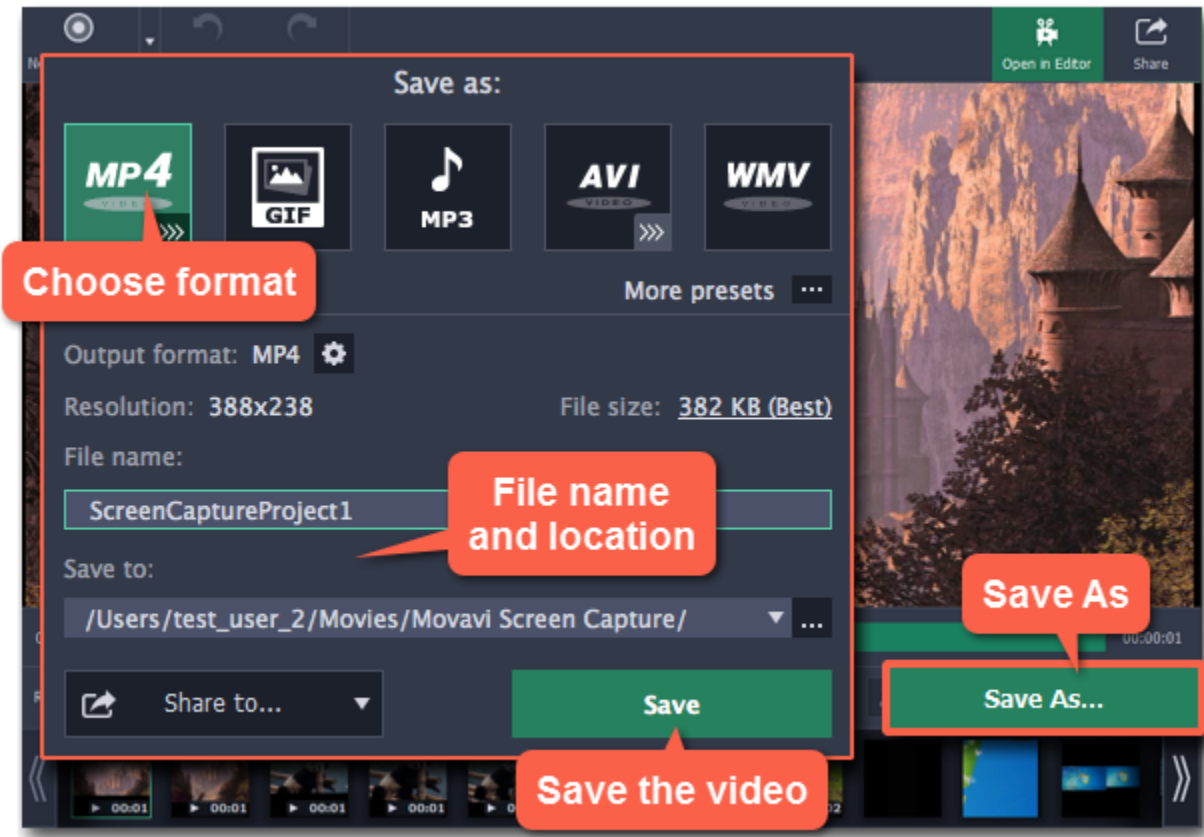 Open in Editor
Share
Save as:
MP4
VIDEO
GIF
MP3
AVI
VIDEO
WMV
VIDEO
Choose format
More presets ...
Output format: MP4
Resolution: 388x238
File size: 382 KB (Best)
File name:
ScreenCaptureProject1
File name
and location
Save to:
/Users/test_user_2/Movies/Movavi Screen Capture/
...
Save As
00:00:01
Share to...
Save
Save As...
Save the video
00:01
00:01
00:01
00:01